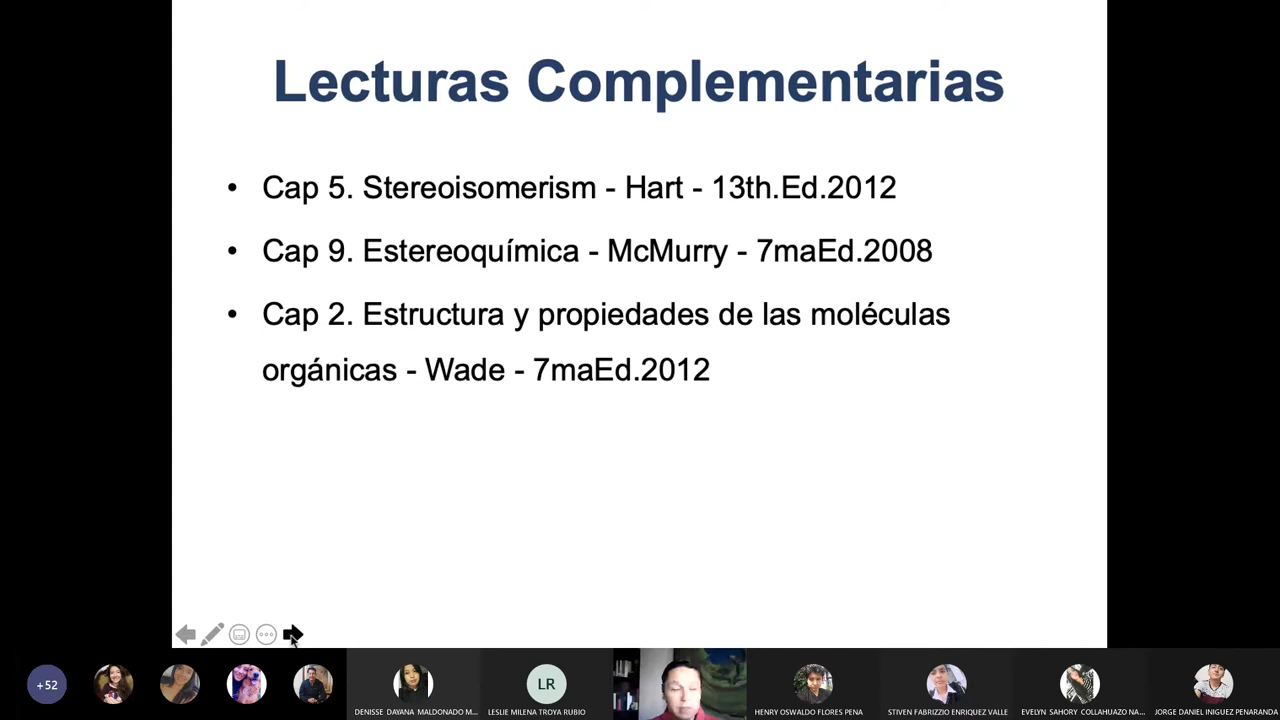 Lecturas Complementarias
• Cap 5. Stereoisomerism - Hart - 13th.Ed.2012
• Cap 9. Estereoquímica - McMurry - 7maEd.2008
• Cap 2. Estructura y propiedades de las moléculas
orgánicas - Wade - 7maEd.2012
+52
LR
DENISSE DAYANA MALDONADO M...
LESLIE MILENA TROYA RUBIO
HENRY OSWALDO FLORES PENA
STIVEN FABRIZZIO ENRIQUEZ VALLE
EVELYN SAHORY COLLAHUAZO NA...
JORGE DANIEL INIGUEZ PENARANDA